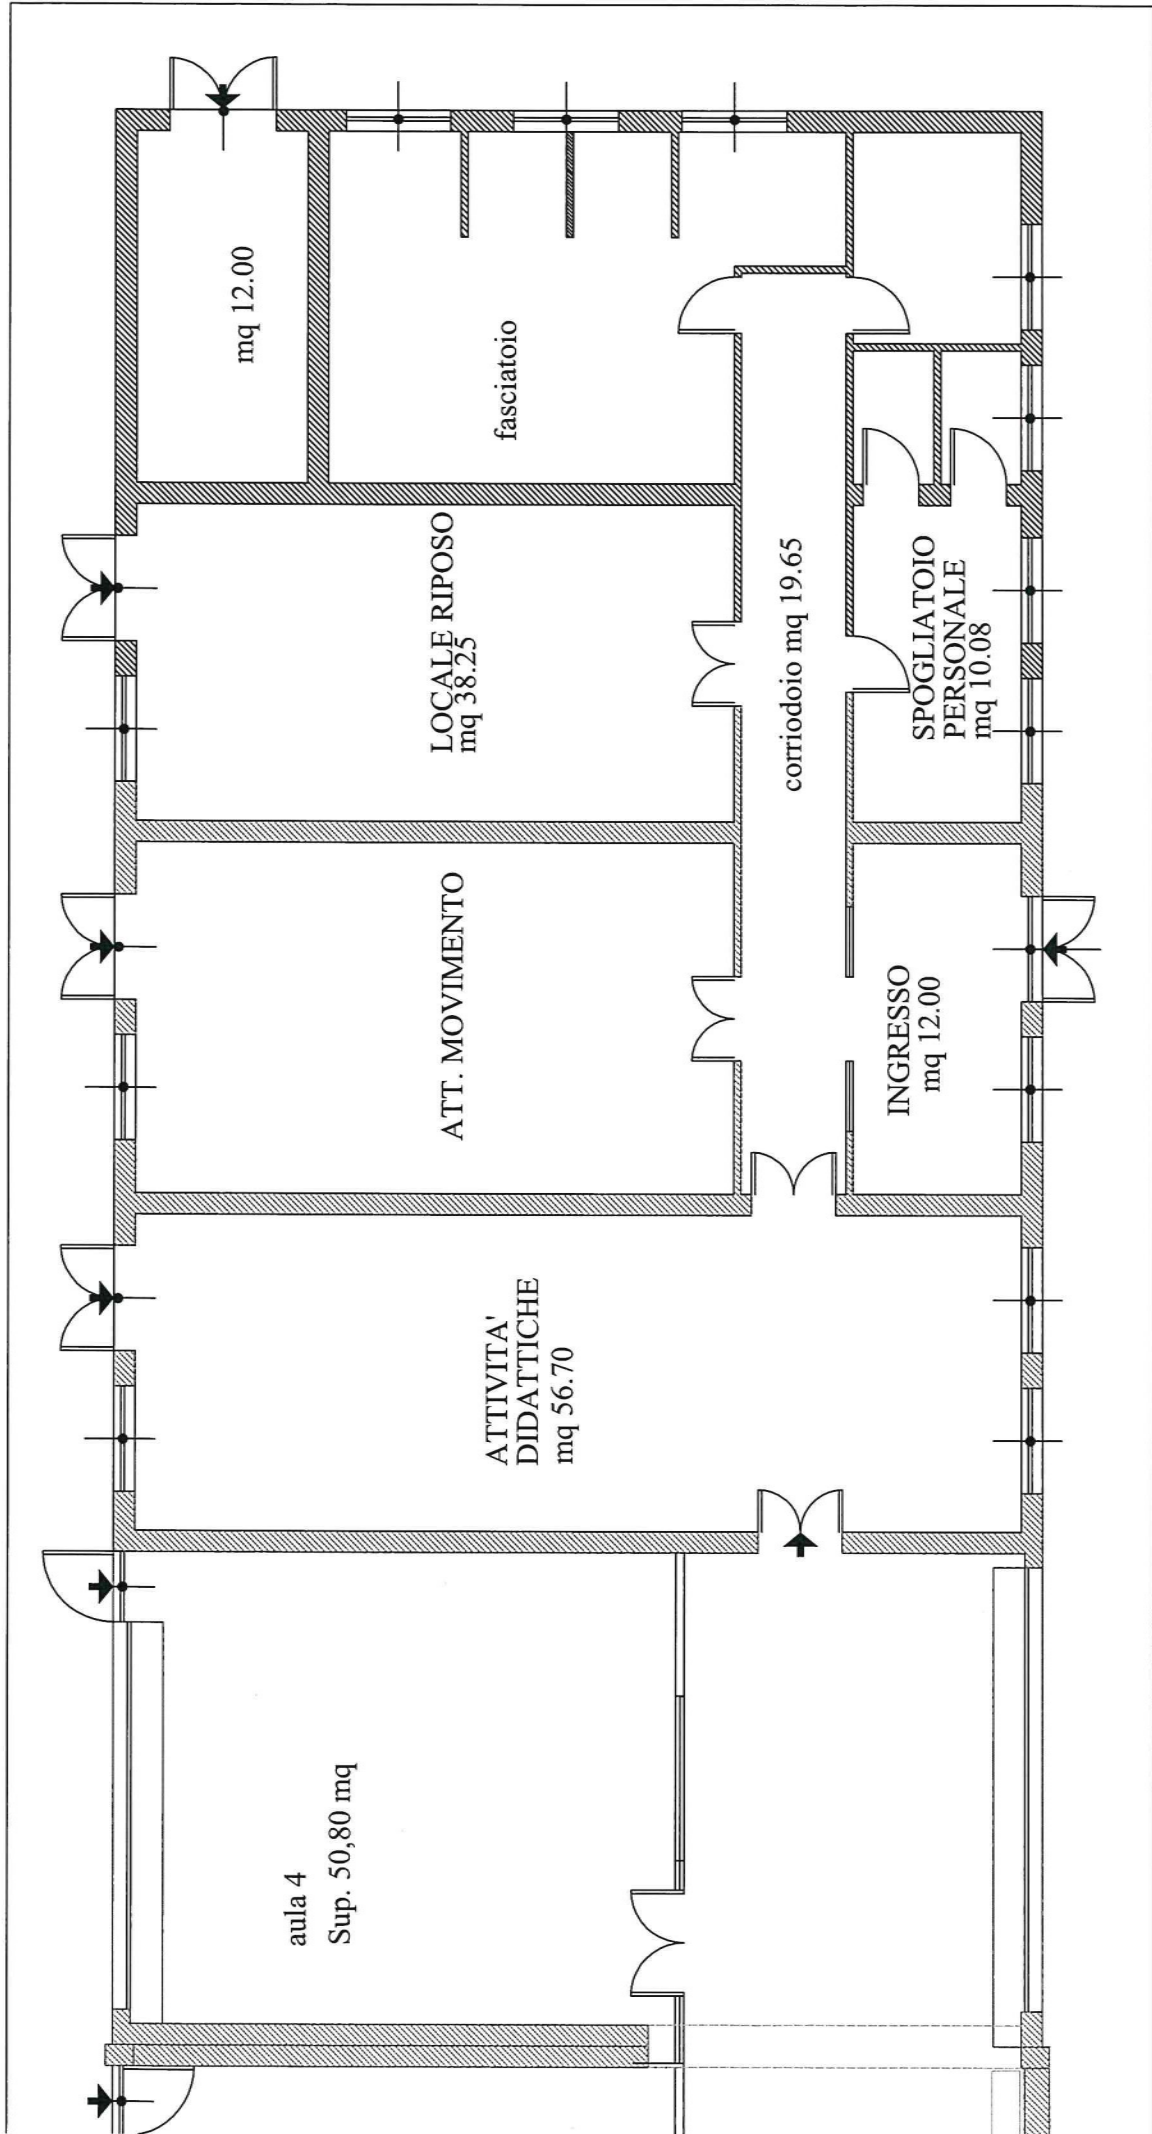 mq 12.00
fasciatoio
LOCALE RIPOSO
mq 38.25
corriodoio mq 19.65
SPOGLIATOIO
PERSONALE
mq 10.08
ATT. MOVIMENTO
INGRESSO
mq 12.00
ATTIVITA'
DIDATTICHE
mq 56.70
aula 4
Sup. 50,80 mq